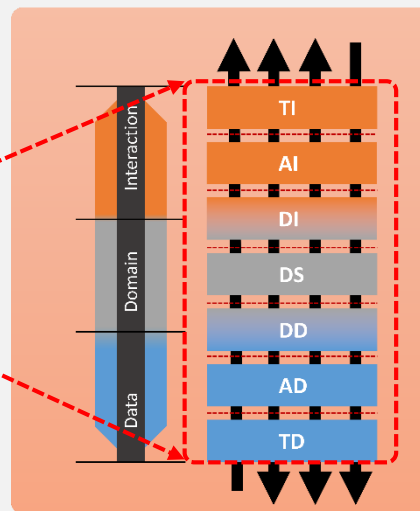 Interaction
Domain
Data
TI
AI
DI
DS
DD
AD
TD